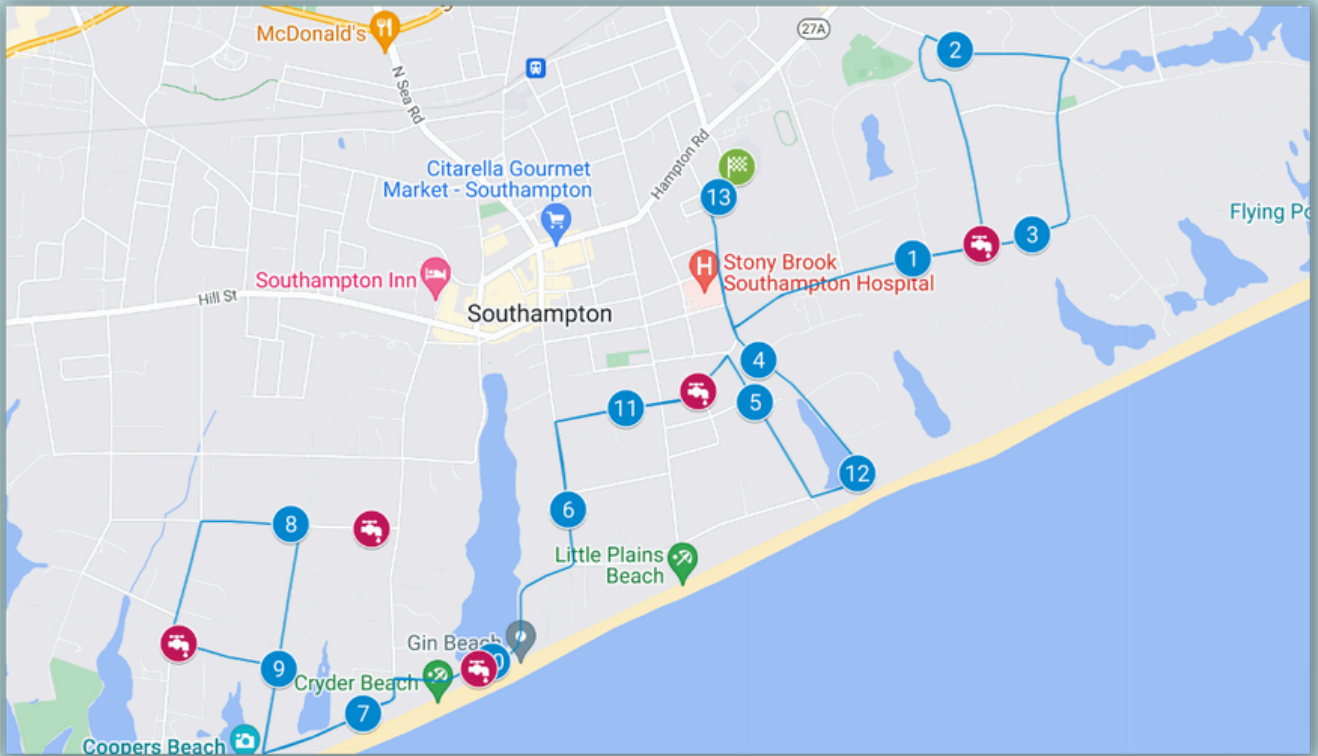 McDonald's
27A
2
N Sea Rd
Citarella Gourmet
Market - Southampton
Hampton Rd
13
Flying Po
3
1
Stony Brook
Southampton Hospital
H
Southampton Inn
Hill St
Southampton
4
5
11
12
6
8
Little Plains
Beach
Gin Beach
0
9
Cryder Beach
7
Coopers Beach